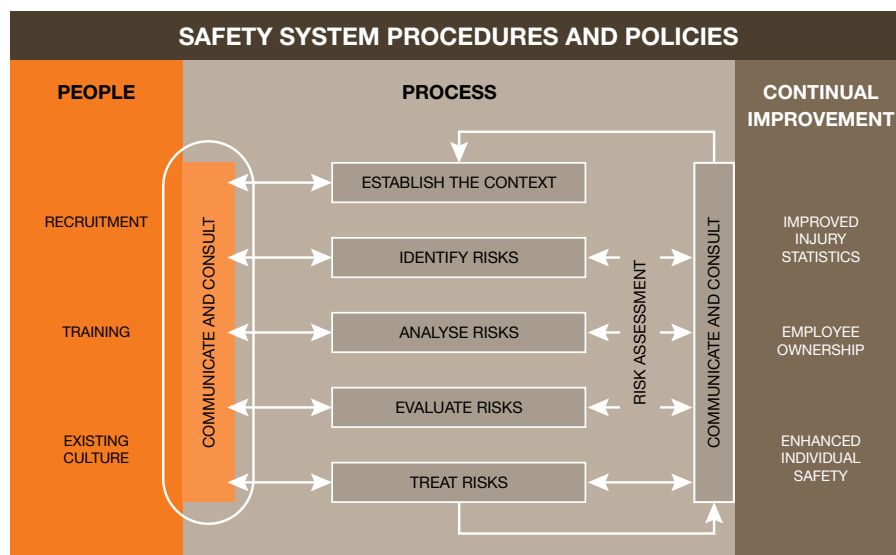 SAFETY SYSTEM PROCEDURES AND POLICIES
PEOPLE
RECRUITMENT
TRAINING
EXISTING
CULTURE
COMMUNICATE AND CONSULT
PROCESS
ESTABLISH THE CONTEXT
IDENTIFY RISKS
ANALYSE RISKS
EVALUATE RISKS
TREAT RISKS
RISK ASSESSMENT
COMMUNICATE AND CONSULT
CONTINUAL
IMPROVEMENT
IMPROVED
INJURY
STATISTICS
EMPLOYEE
OWNERSHIP
ENHANCED
INDIVIDUAL
SAFETY